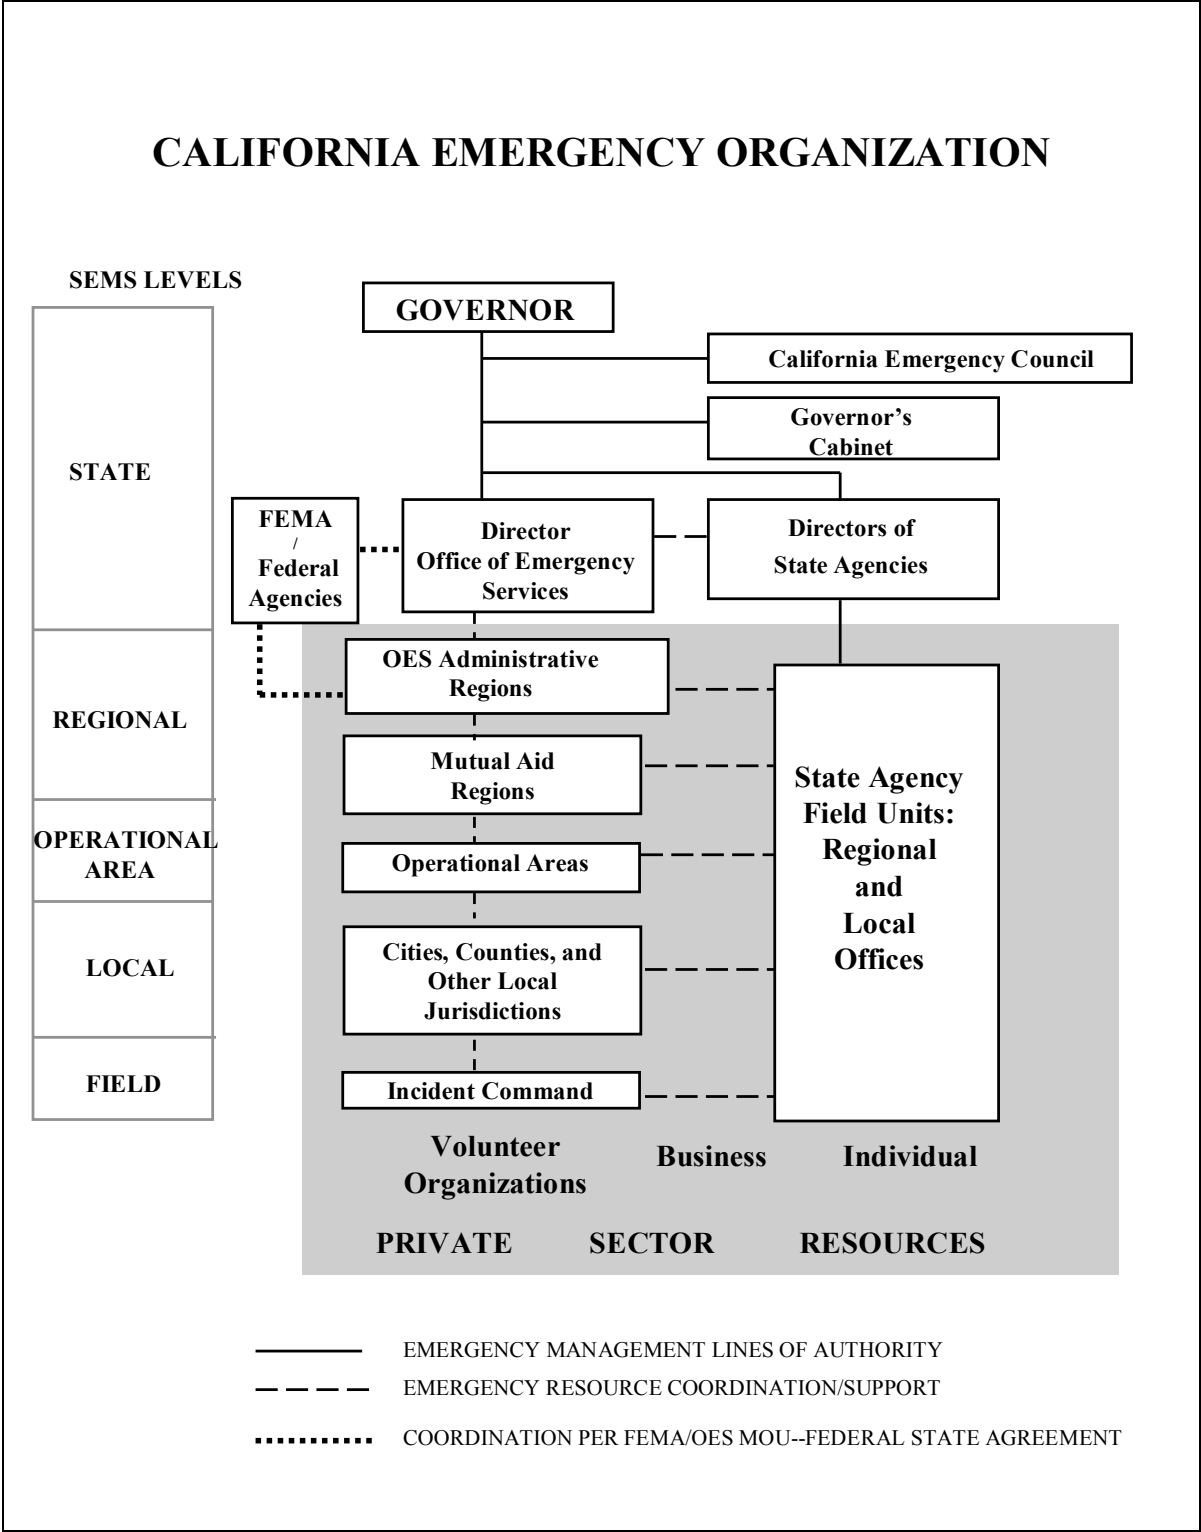 CALIFORNIA EMERGENCY ORGANIZATION
SEMS LEVELS
STATE
REGIONAL
OPERATIONAL
AREA
LOCAL
FIELD
GOVERNOR
California Emergency Council
Governor’s
Cabinet
FEMA
/
Federal
Agencies
Director
Office of Emergency
Services
Directors of
State Agencies
OES Administrative
Regions
Mutual Aid
Regions
Operational Areas
Cities, Counties, and
Other Local
Jurisdictions
Incident Command
State Agency
Field Units:
Regional
and
Local
Offices
Volunteer
Organizations
Business
Individual
PRIVATE SECTOR RESOURCES
EMERGENCY MANAGEMENT LINES OF AUTHORITY
EMERGENCY RESOURCE COORDINATION/SUPPORT
COORDINATION PER FEMA/OES MOU--FEDERAL STATE AGREEMENT